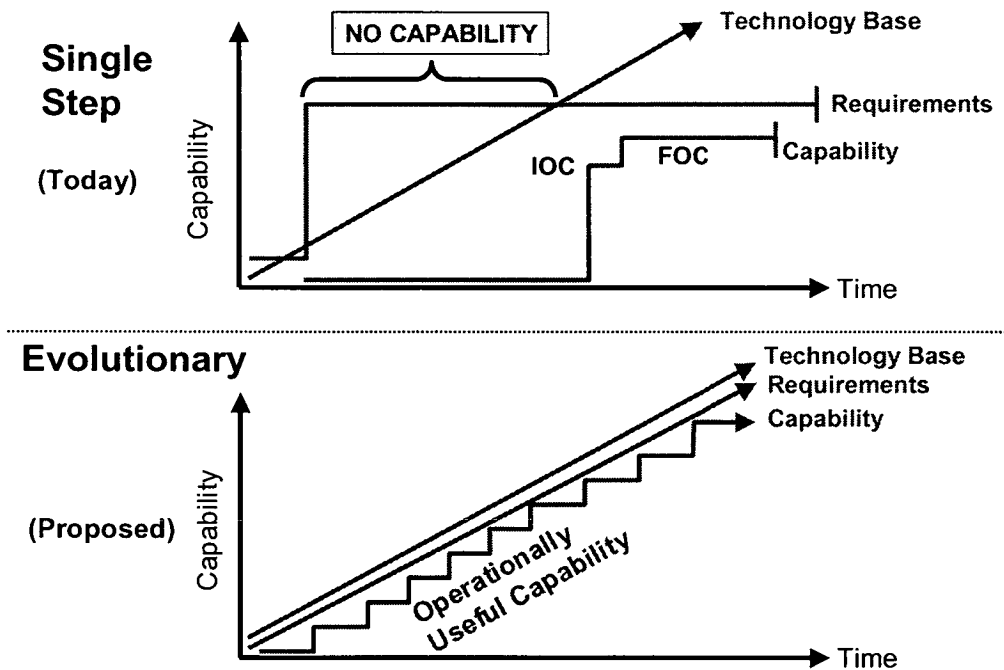 Single
Step
(Today)
NO CAPABILITY
Technology Base
Requirements
IOC
FOC
Capability
Capability
Time
Evolutionary
(Proposed)
Technology Base
Requirements
Capability
Capability
Operationally
Useful Capability
Time